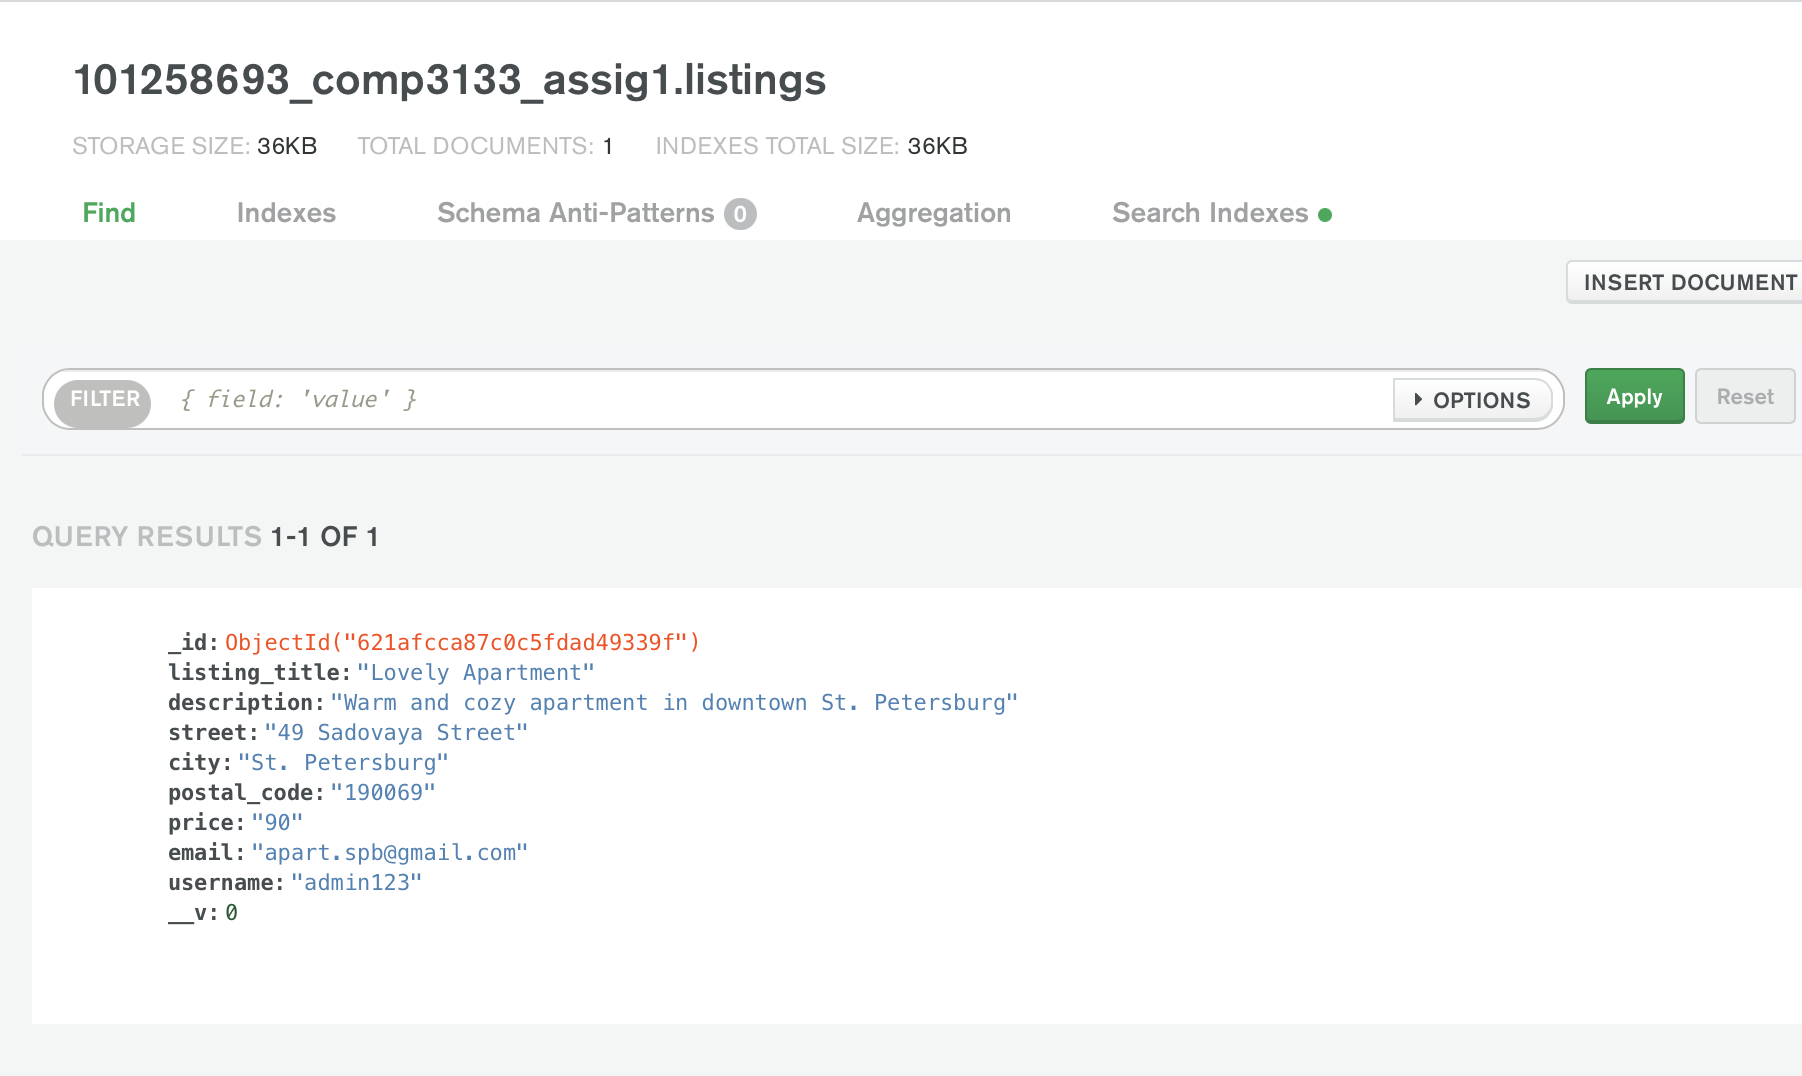 101258693_comp3133_assig1.listings
STORAGE SIZE: 36KB TOTAL DOCUMENTS: 1 INDEXES TOTAL SIZE: 36KB
Find Indexes Schema Anti-Patterns 0 Aggregation Search Indexes
INSERT DOCUMENT
FILTER { field: 'value' } OPTIONS Apply Reset
QUERY RESULTS 1-1 OF 1
_id: ObjectId("621afcca87c0c5fdad49339f")
listing_title: "Lovely Apartment"
description: "Warm and cozy apartment in downtown St. Petersburg"
street: "49 Sadovaya Street"
city: "St. Petersburg"
postal_code: "190069"
price: "90"
email: "apart.spb@gmail.com"
username: "admin123"
__v: 0